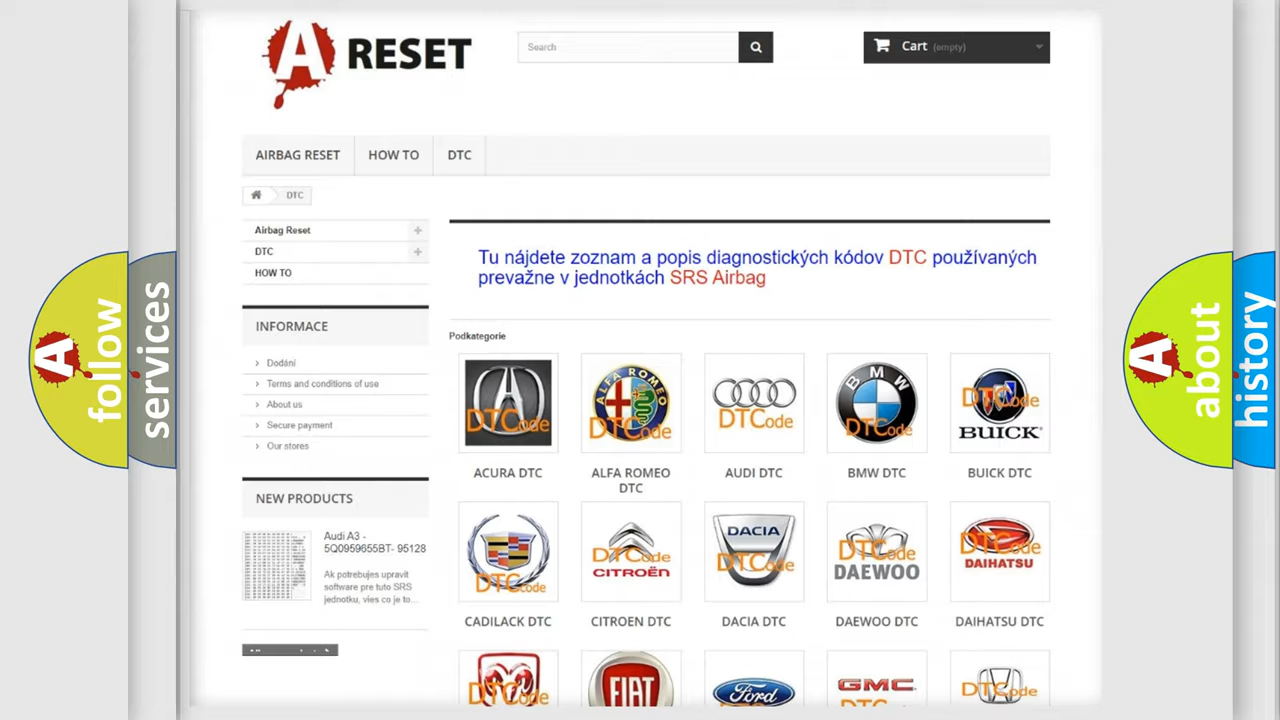 A RESET
Search
Cart (empty)
AIRBAG RESET
HOW TO
DTC
DTC
Airbag Reset
DTC
HOW TO
INFORMACE
Dodání
Terms and conditions of use
About us
Secure payment
Our stores
NEW PRODUCTS
Audi A3 -
5Q0959655BT- 95128
Ak potrebujes upravit
software pre tuto SRS
jednotku, vies co je to...
Tu nájdete zoznam a popis diagnostických kódov DTC používaných
prevažne v jednotkách SRS Airbag
Podkategorie
DTCode
ALFA ROMEO
DTCode
DTCode
BMW
DTCode
DTCode
BUICK
ACURA DTC
ALFA ROMEO
DTC
AUDI DTC
BMW DTC
BUICK DTC
DTCode
DTCode
CITROËN
DACIA
DTCode
DTCode
DAEWOO
DTCode
DAIHATSU
CADILACK DTC
CITROEN DTC
DACIA DTC
DAEWOO DTC
DAIHATSU DTC
DTCode
FIAT
Ford
GMC
DTCode
A follow
services
A about
history